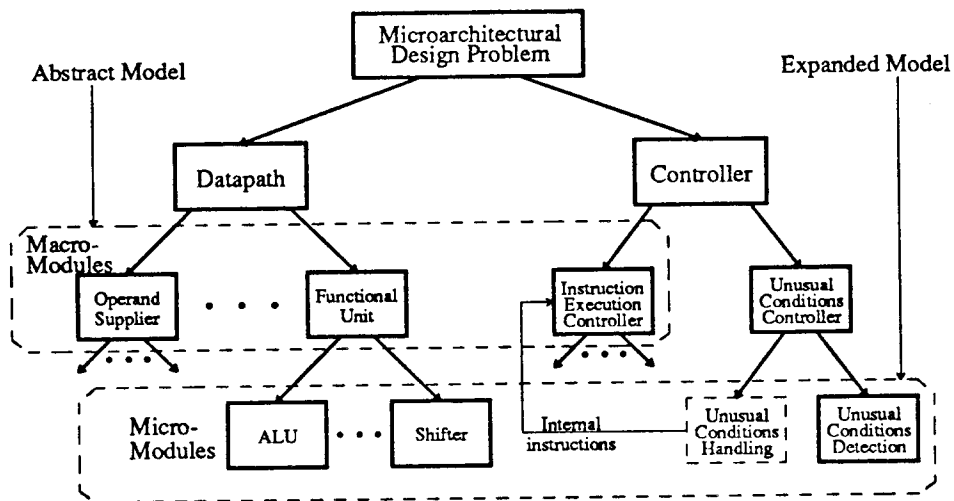 Microarchitectural
Design Problem
Abstract Model
Expanded Model
Datapath
Controller
Macro-
Modules
Operand
Supplier
Functional
Unit
Instruction
Execution
Controller
Unusual
Conditions
Controller
Micro-
Modules
ALU
Shifter
Internal
instructions
Unusual
Conditions
Handling
Unusual
Conditions
Detection